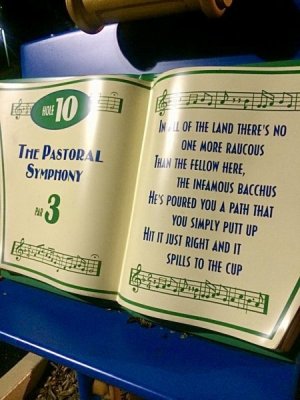 HOLE 10
THE PASTORAL
SYMPHONY
PAR 3
IN ALL OF THE LAND THERE'S NO
ONE MORE RAUCOUS
THAN THE FELLOW HERE,
THE INFAMOUS BACCHUS
HE'S POURED YOU A PATH THAT
YOU SIMPLY PUTT UP
HIT IT JUST RIGHT AND IT
SPILLS TO THE CUP